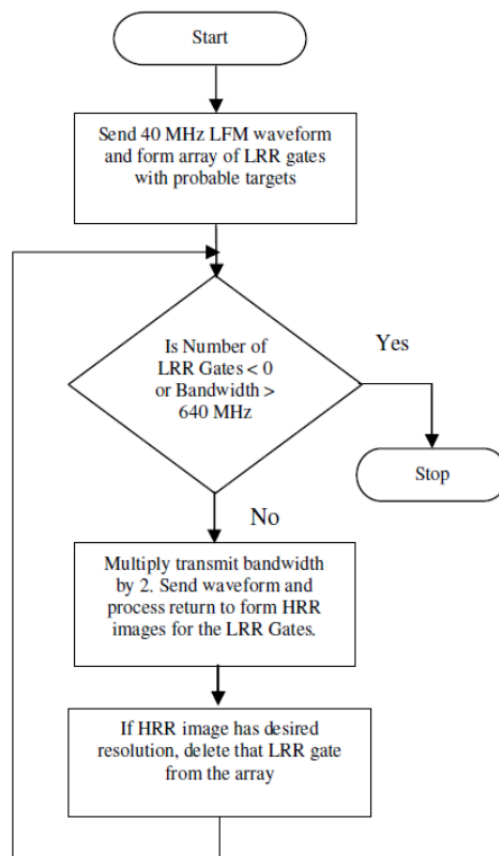 Start
Send 40 MHz LFM waveform
and form array of LRR gates
with probable targets
Is Number of
LRR Gates < 0
or Bandwidth >
640 MHz
Yes
Stop
No
Multiply transmit bandwidth
by 2. Send waveform and
process return to form HRR
images for the LRR Gates.
If HRR image has desired
resolution, delete that LRR gate
from the array